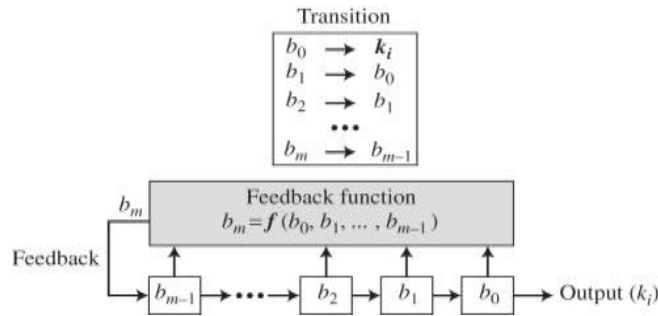 Transition
b₀ → kᵢ
b₁ → b₀
b₂ → b₁
•••
bₘ → bₘ₋₁
Feedback function
bₘ = f (b₀, b₁, ... , bₘ₋₁)
bₘ
Feedback
bₘ₋₁ → ••• → b₂ → b₁ → b₀ → Output (kᵢ)